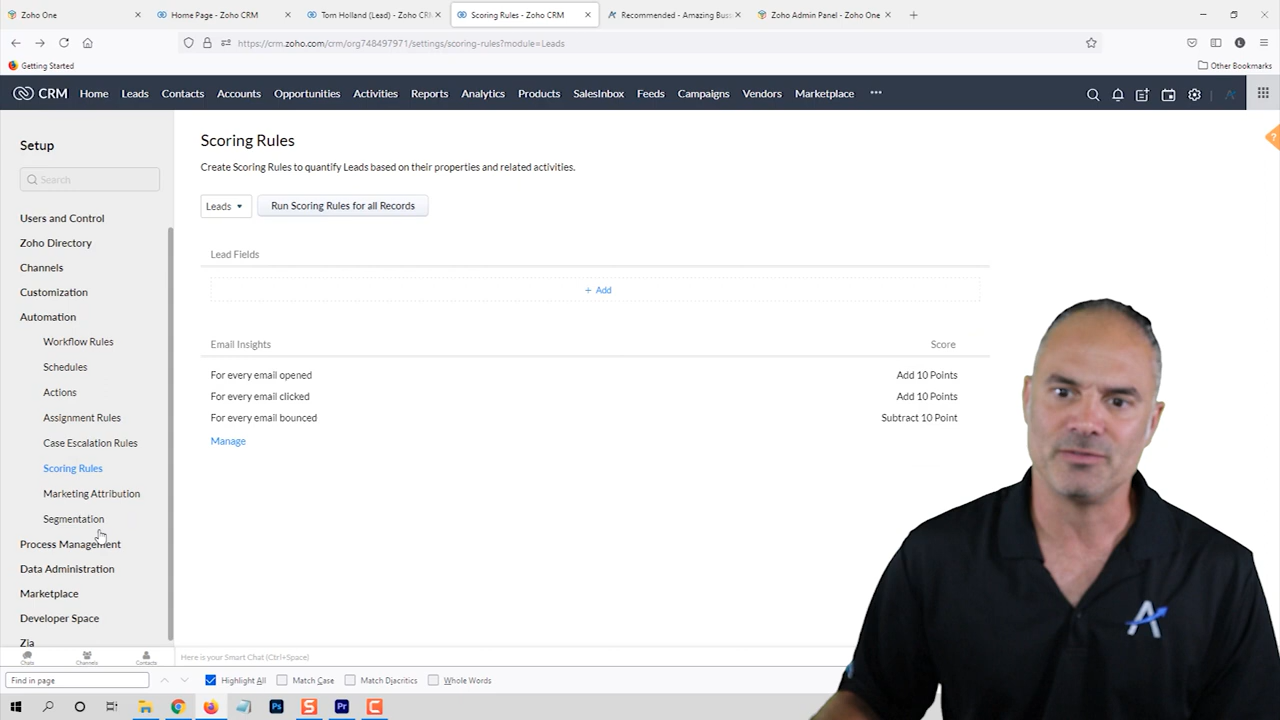 Zoho One
Home Page - Zoho CRM
Tom Holland (Lead) - Zoho CRM
Scoring Rules - Zoho CRM
Recommended - Amazing Bus
Zoho Admin Panel - Zoho One
https://crm.zoho.com/crm/org748497971/settings/scoring-rules?module=Leads
Getting Started
Other Bookmarks
CRM Home Leads Contacts Accounts Opportunities Activities Reports Analytics Products SalesInbox Feeds Campaigns Vendors Marketplace
Setup
Search
Users and Control
Zoho Directory
Channels
Customization
Automation
Workflow Rules
Schedules
Actions
Assignment Rules
Case Escalation Rules
Scoring Rules
Marketing Attribution
Segmentation
Process Management
Data Administration
Marketplace
Developer Space
Zia
Chats Channels Contacts
Scoring Rules
Create Scoring Rules to quantify Leads based on their properties and related activities.
Leads
Run Scoring Rules for all Records
Lead Fields
+ Add
Email Insights Score
For every email opened Add 10 Points
For every email clicked Add 10 Points
For every email bounced Subtract 10 Point
Manage
?
Here is your Smart Chat (Ctrl+Space)
Find in page
Highlight All Match Case Match Diacritics Whole Words